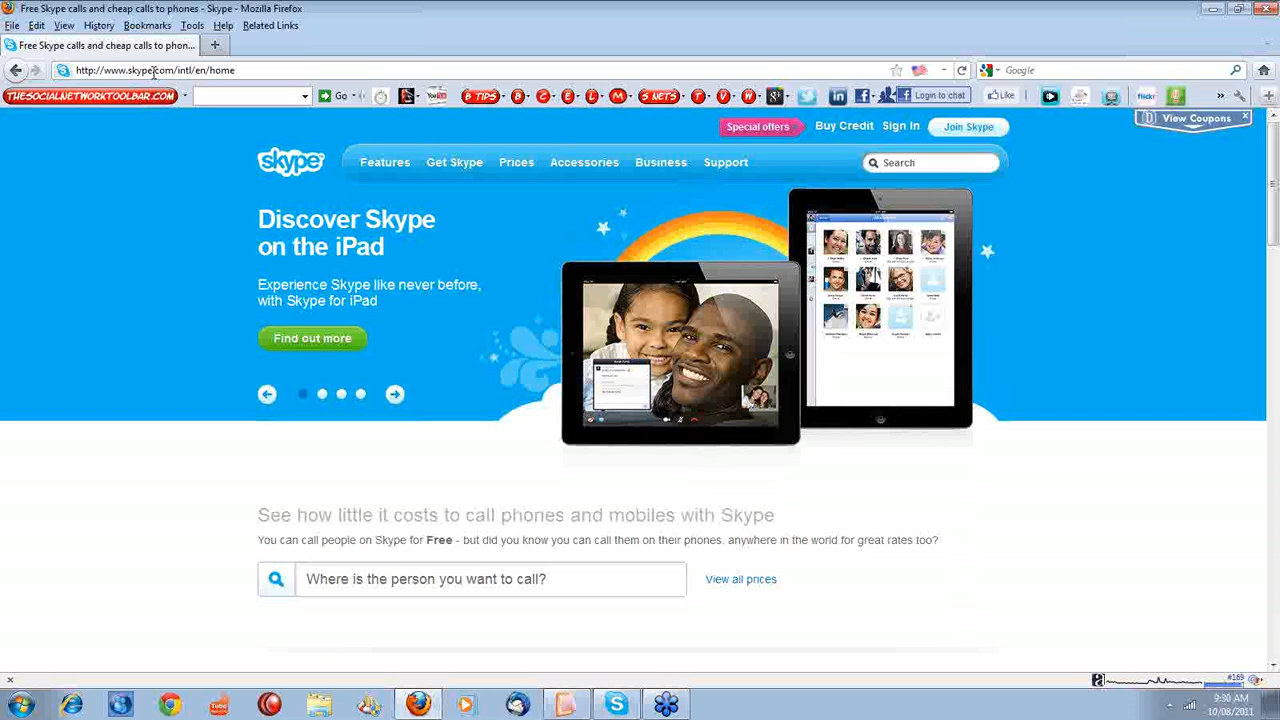 Free Skype calls and cheap calls to phones - Skype - Mozilla Firefox
File Edit View History Bookmarks Tools Help Related Links
Free Skype calls and cheap calls to phon...
http://www.skype.com/intl/en/home
Google
THESOCIALNETWORKTOOLBAR.COM
Go
YouTube
B TIPS
B
C
E
L
M
S NETS
T
V
W
Login to chat
Like
flickr
View Coupons
Special offers
Buy Credit
Sign In
Join Skype
skype
Features
Get Skype
Prices
Accessories
Business
Support
Search
Discover Skype
on the iPad
Experience Skype like never before,
with Skype for iPad
Find out more
See how little it costs to call phones and mobiles with Skype
You can call people on Skype for Free - but did you know you can call them on their phones. anywhere in the world for great rates too?
Where is the person you want to call?
View all prices
#169
9:30 AM
10/08/2011